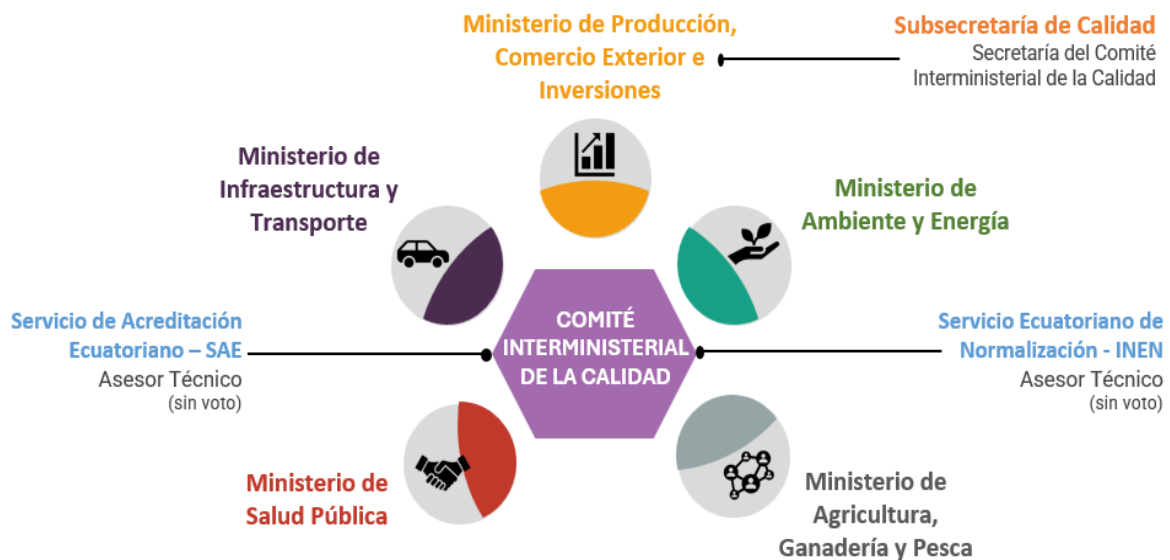 Ministerio de Producción,
Comercio Exterior e
Inversiones
Subsecretaría de Calidad
Secretaría del Comité
Interministerial de la Calidad
Ministerio de
Infraestructura y
Transporte
Ministerio de
Ambiente y Energía
Servicio de Acreditación
Ecuatoriano – SAE
Asesor Técnico
(sin voto)
COMITÉ
INTERMINISTERIAL
DE LA CALIDAD
Servicio Ecuatoriano de
Normalización - INEN
Asesor Técnico
(sin voto)
Ministerio de
Salud Pública
Ministerio de
Agricultura,
Ganadería y Pesca